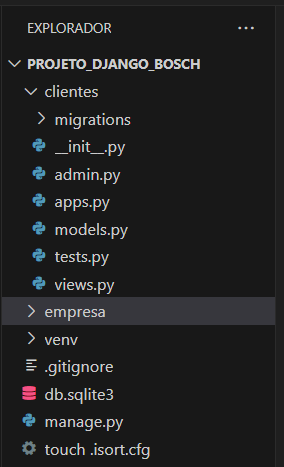 EXPLORADOR
PROJETO_DJANGO_BOSCH
clientes
migrations
__init__.py
admin.py
apps.py
models.py
tests.py
views.py
empresa
venv
.gitignore
db.sqlite3
manage.py
touch .isort.cfg